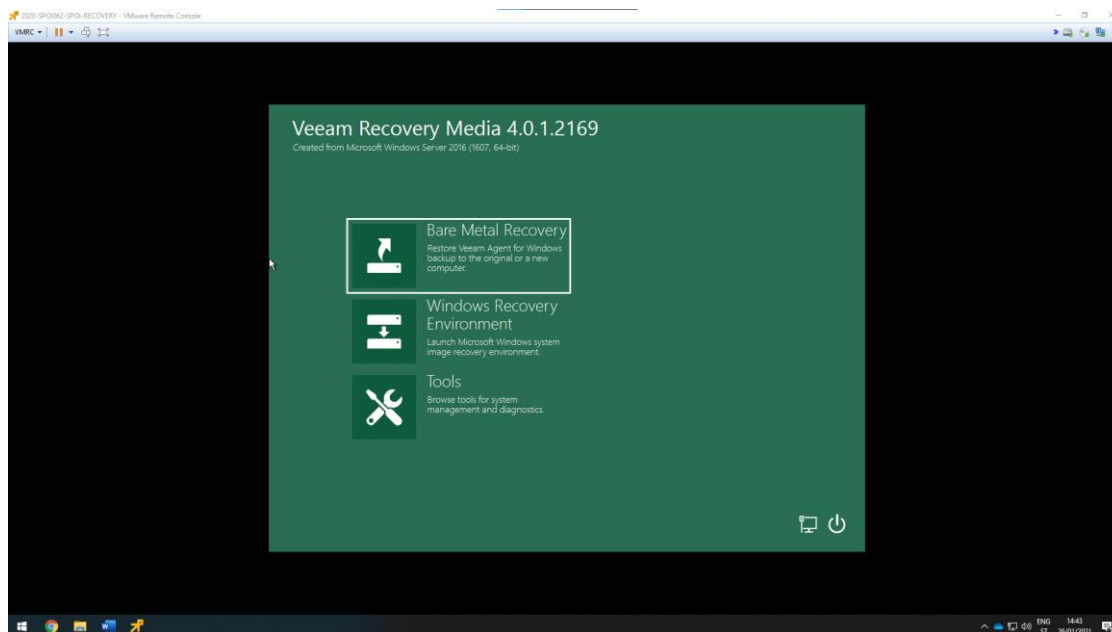 2020-SPOI062-SPOI-RECOVERY - VMware Remote Console
VMRC
Veeam Recovery Media 4.0.1.2169
Created from Microsoft Windows Server 2016 (1607, 64-bit)
Bare Metal Recovery
Restore Veeam Agent for Windows
backup to the original or a new
computer.
Windows Recovery
Environment
Launch Microsoft Windows system
image recovery environment.
Tools
Browse tools for system
management and diagnostics.
ENG 14:43
26/01/2021